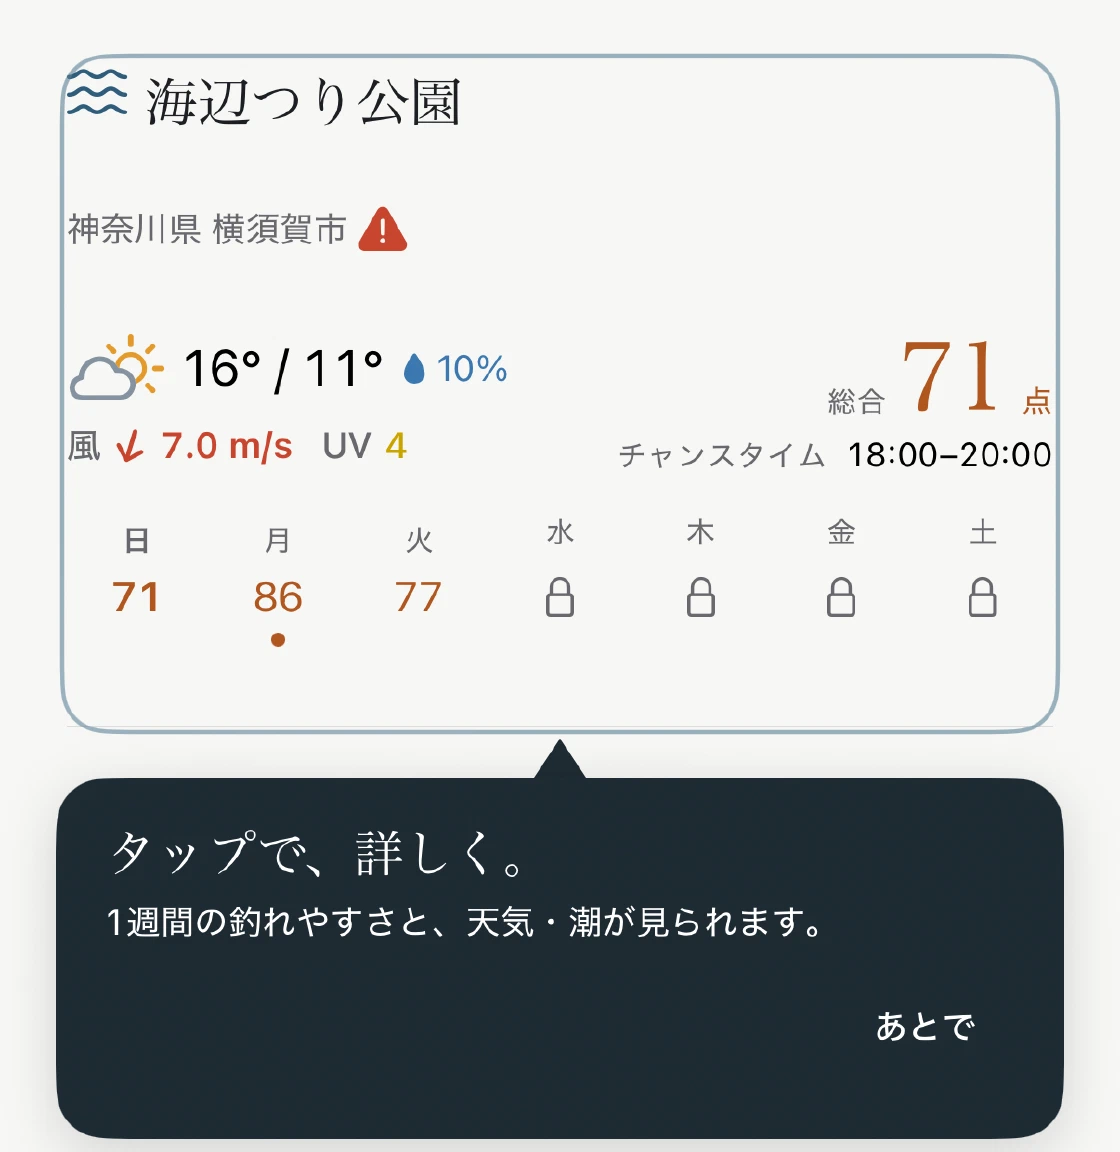 海辺つり公園
神奈川県 横須賀市
16° / 11° 10%
総合 71 点
風 7.0 m/s UV 4
チャンスタイム 18:00–20:00
日 月 火 水 木 金 土
71 86 77
タップで、詳しく。
1週間の釣れやすさと、天気・潮が見られます。
あとで